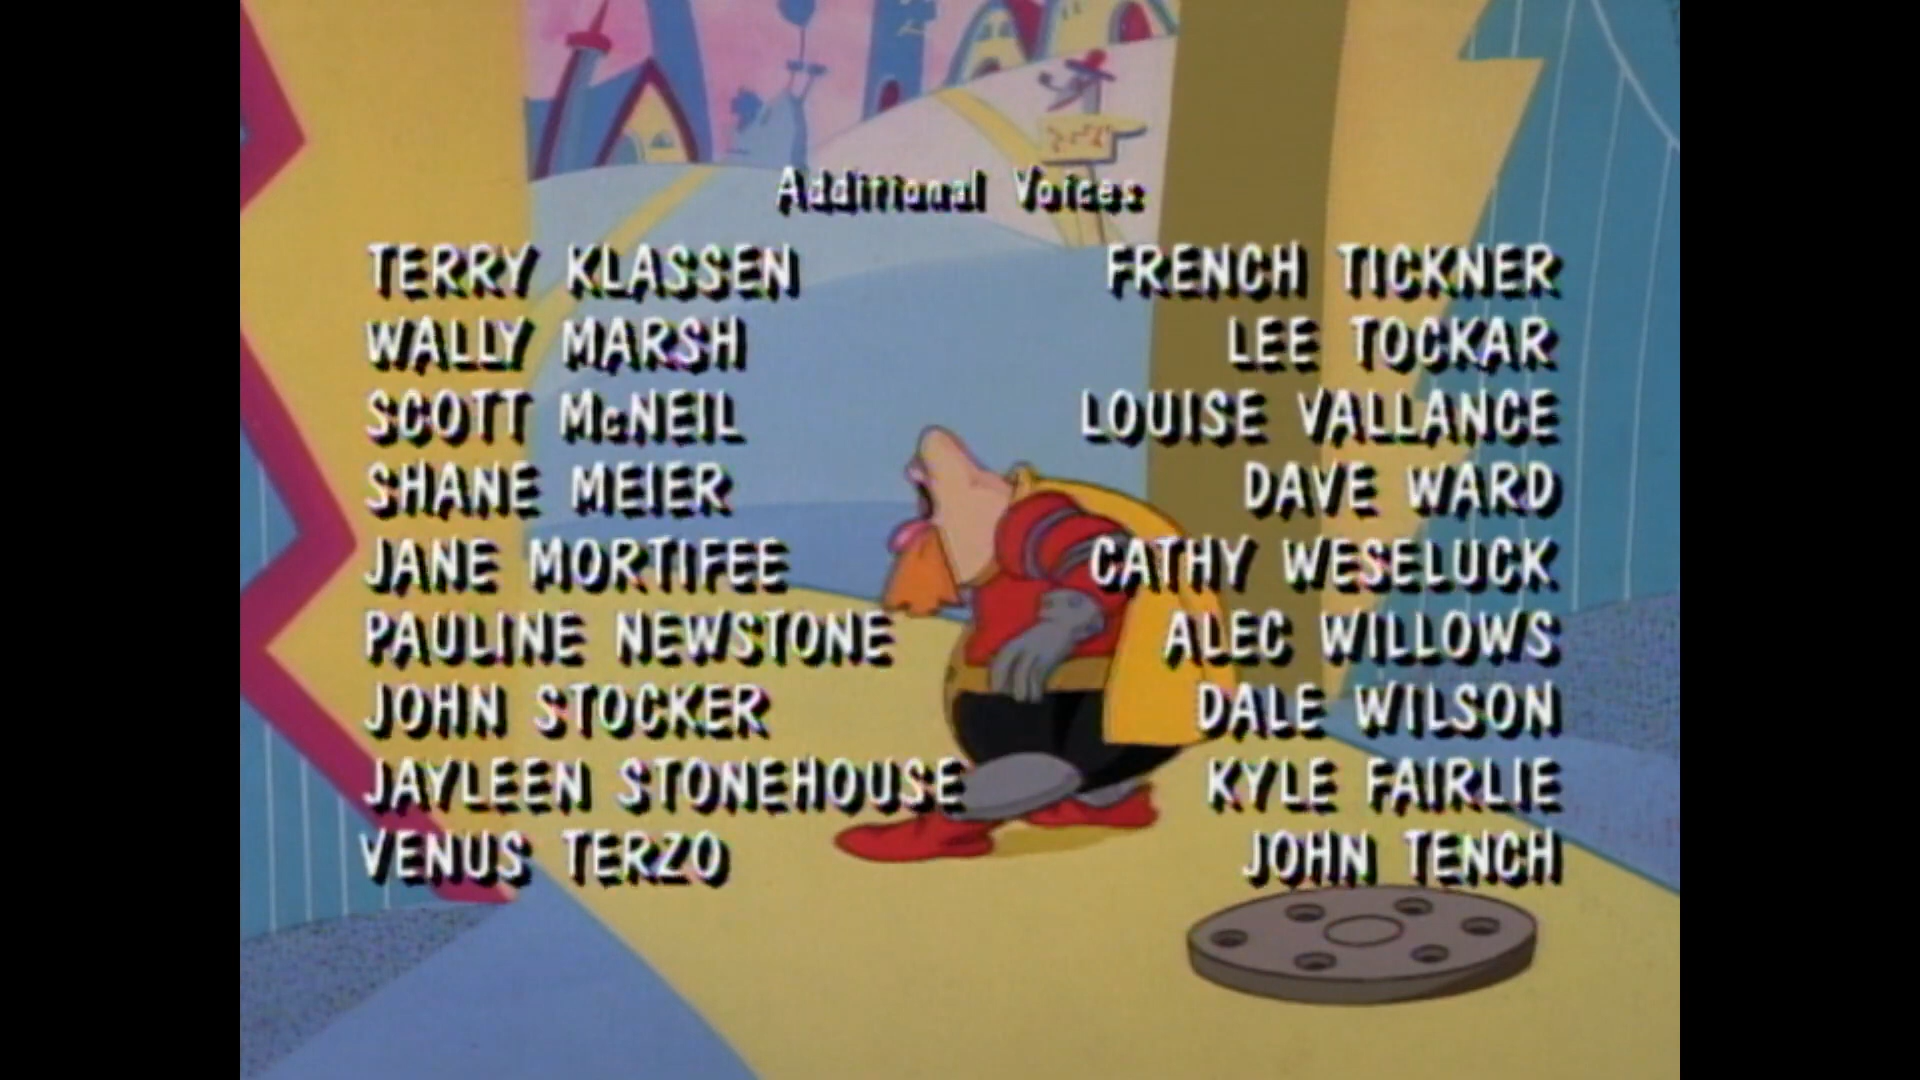 Additional Voices
TERRY KLASSEN
WALLY MARSH
SCOTT McNEIL
SHANE MEIER
JANE MORTIFEE
PAULINE NEWSTONE
JOHN STOCKER
JAYLEEN STONEHOUSE
VENUS TERZO
FRENCH TICKNER
LEE TOCKAR
LOUISE VALLANCE
DAVE WARD
CATHY WESELUCK
ALEC WILLOWS
DALE WILSON
KYLE FAIRLIE
JOHN TENCH